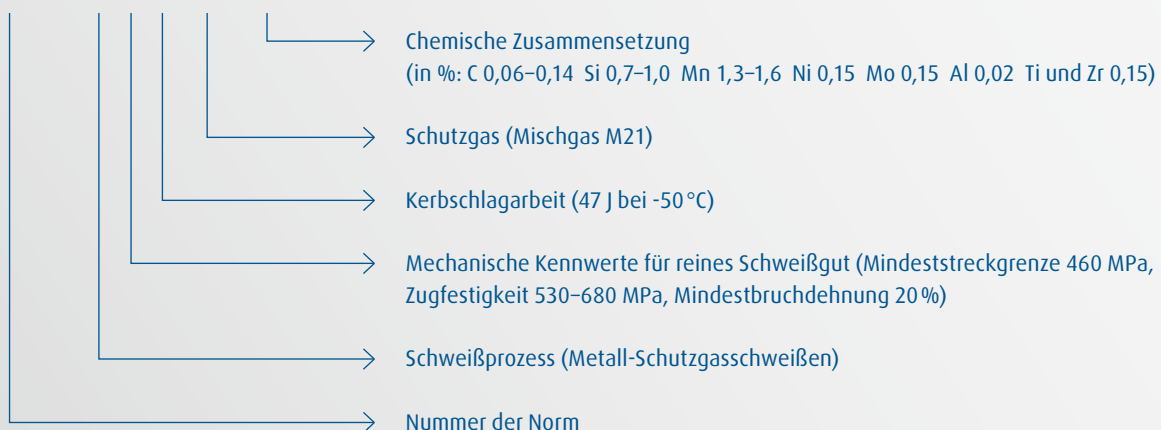 Chemische Zusammensetzung
(in %: C 0,06–0,14 Si 0,7–1,0 Mn 1,3–1,6 Ni 0,15 Mo 0,15 Al 0,02 Ti und Zr 0,15)
Schutzgas (Mischgas M21)
Kerbschlagarbeit (47 J bei -50 °C)
Mechanische Kennwerte für reines Schweißgut (Mindeststreckgrenze 460 MPa,
Zugfestigkeit 530–680 MPa, Mindestbruchdehnung 20 %)
Schweißprozess (Metall-Schutzgasschweißen)
Nummer der Norm